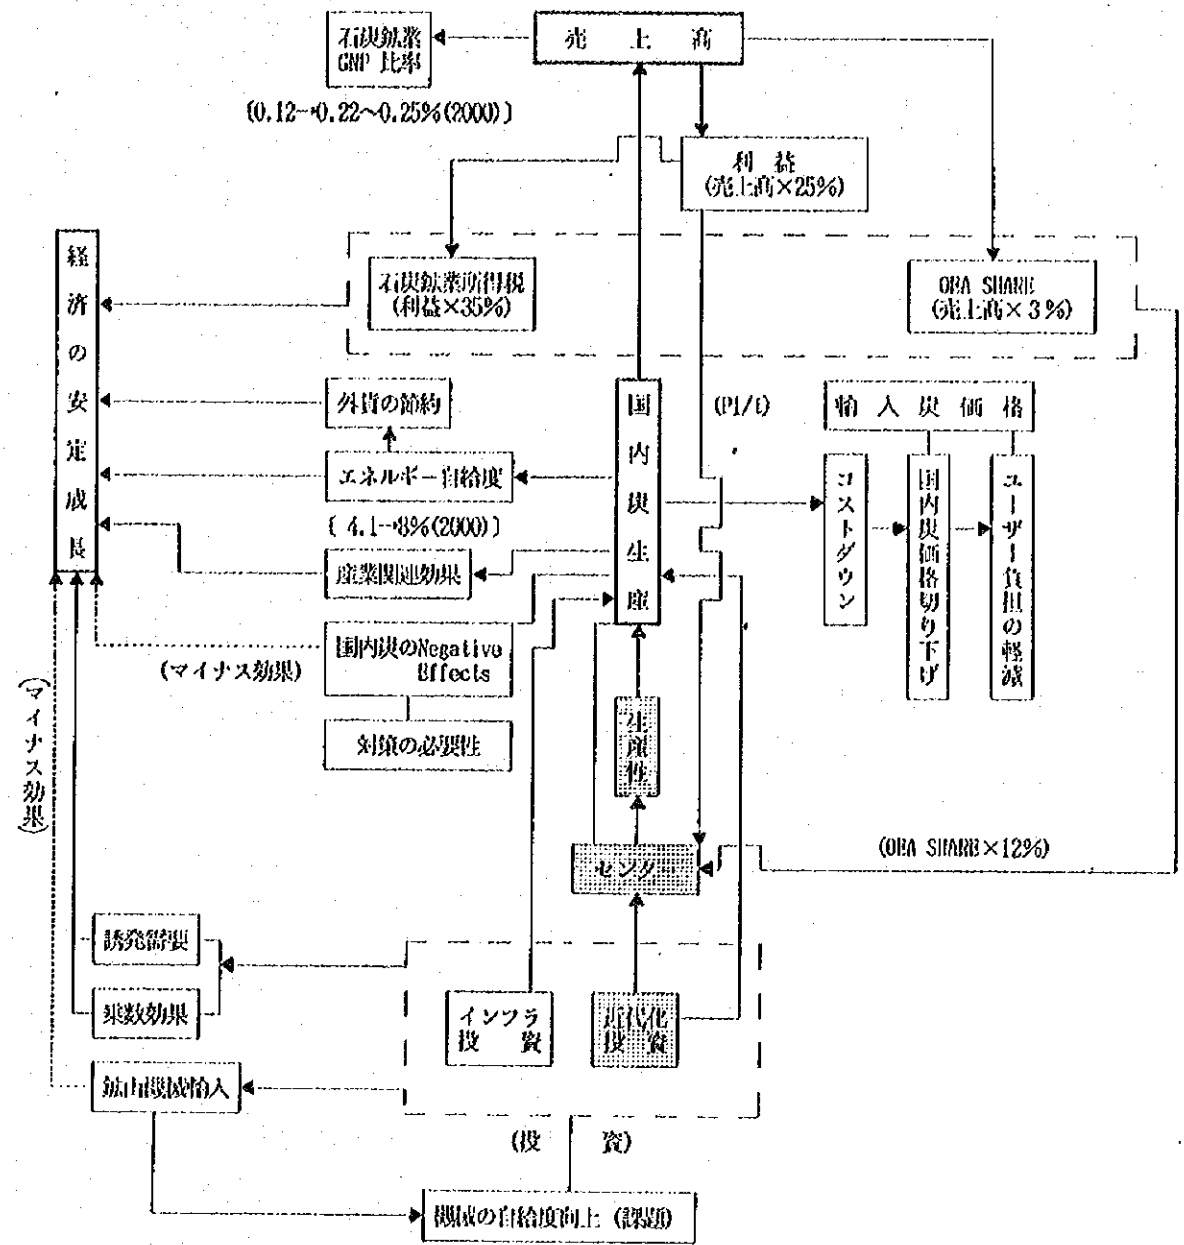 石炭鉱業
GNP 比率
売上高
(0.12→0.22～0.25%(2000))
利益
(売上高×25%)
経済の安定成長
石炭鉱業所得税
(利益×35%)
OBA SHARE
(売上高×3%)
外貨の節約
国内炭生産
輸入炭価格
エネルギー自給度
( 4.1→8%(2000))
コストダウン
国内炭価格切り下げ
ユーザー負担の軽減
産業関連効果
国内炭のNegative
Effects
(マイナス効果)
(マイナス効果)
対策の必要性
生産性
(OBA SHARE×12%)
センター
誘発需要
乗数効果
インフラ
投資
近代化
投資
鉱山機械輸入
(投 資)
機械の自給度向上 (課題)